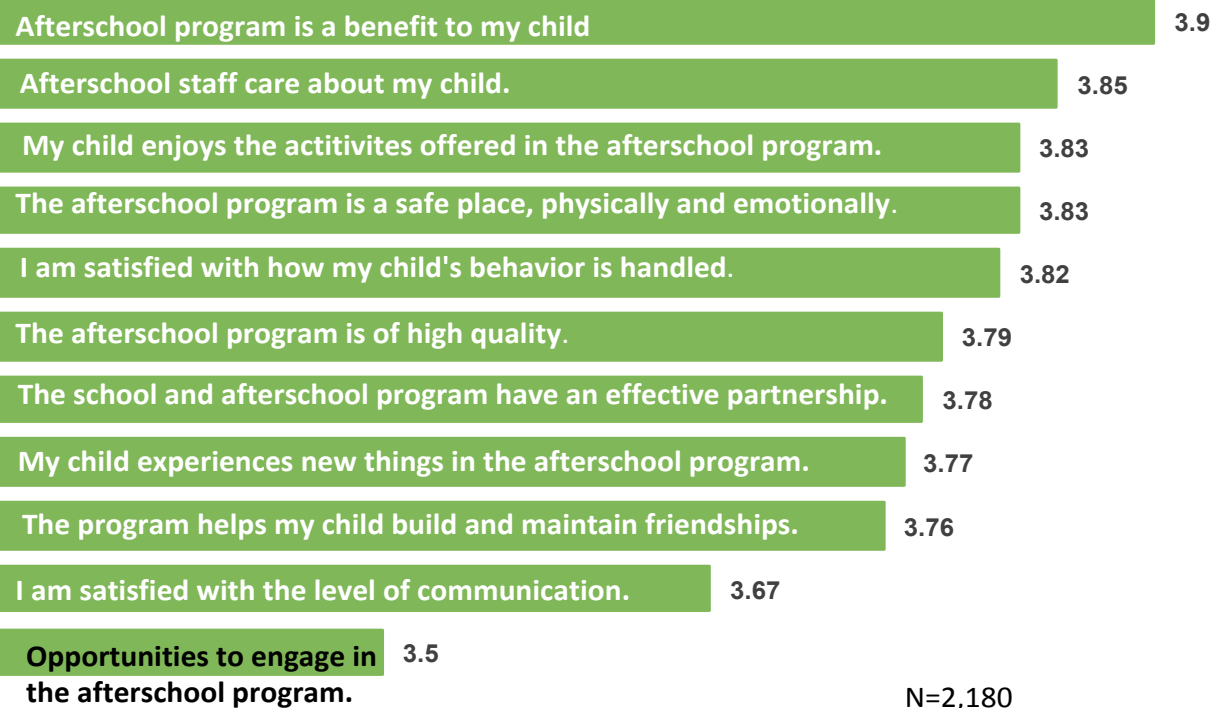 Afterschool program is a benefit to my child 3.9
Afterschool staff care about my child. 3.85
My child enjoys the actitivites offered in the afterschool program. 3.83
The afterschool program is a safe place, physically and emotionally. 3.83
I am satisfied with how my child's behavior is handled. 3.82
The afterschool program is of high quality. 3.79
The school and afterschool program have an effective partnership. 3.78
My child experiences new things in the afterschool program. 3.77
The program helps my child build and maintain friendships. 3.76
I am satisfied with the level of communication. 3.67
Opportunities to engage in 3.5
the afterschool program.
N=2,180